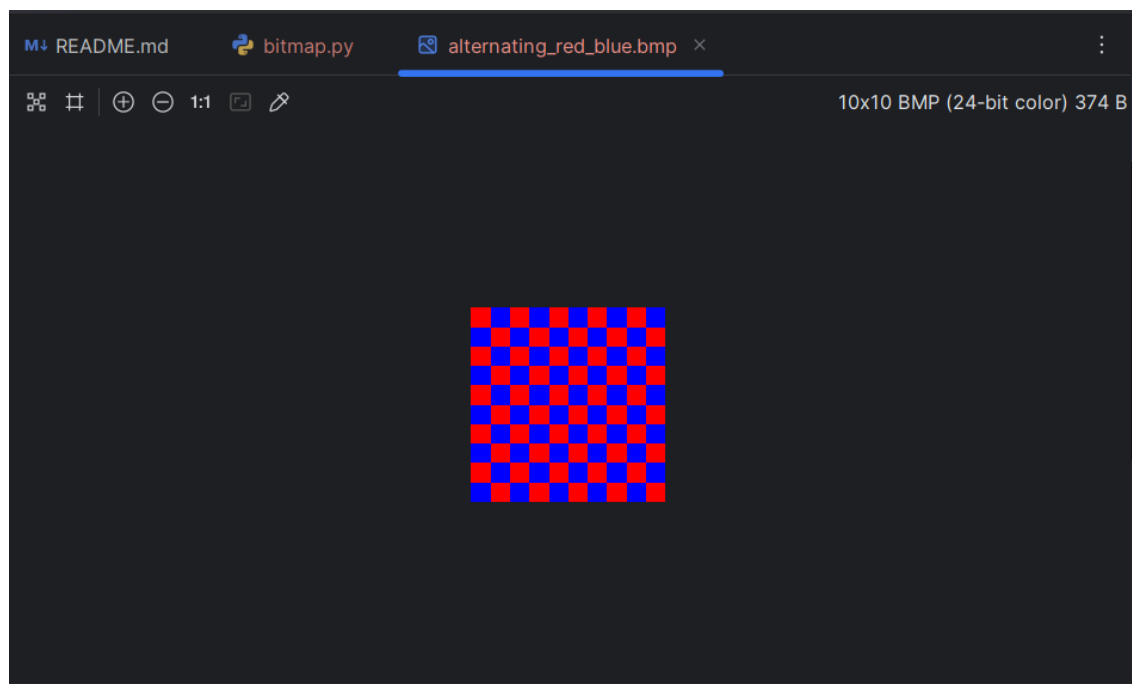 M↓ README.md bitmap.py alternating_red_blue.bmp
1:1 10x10 BMP (24-bit color) 374 B